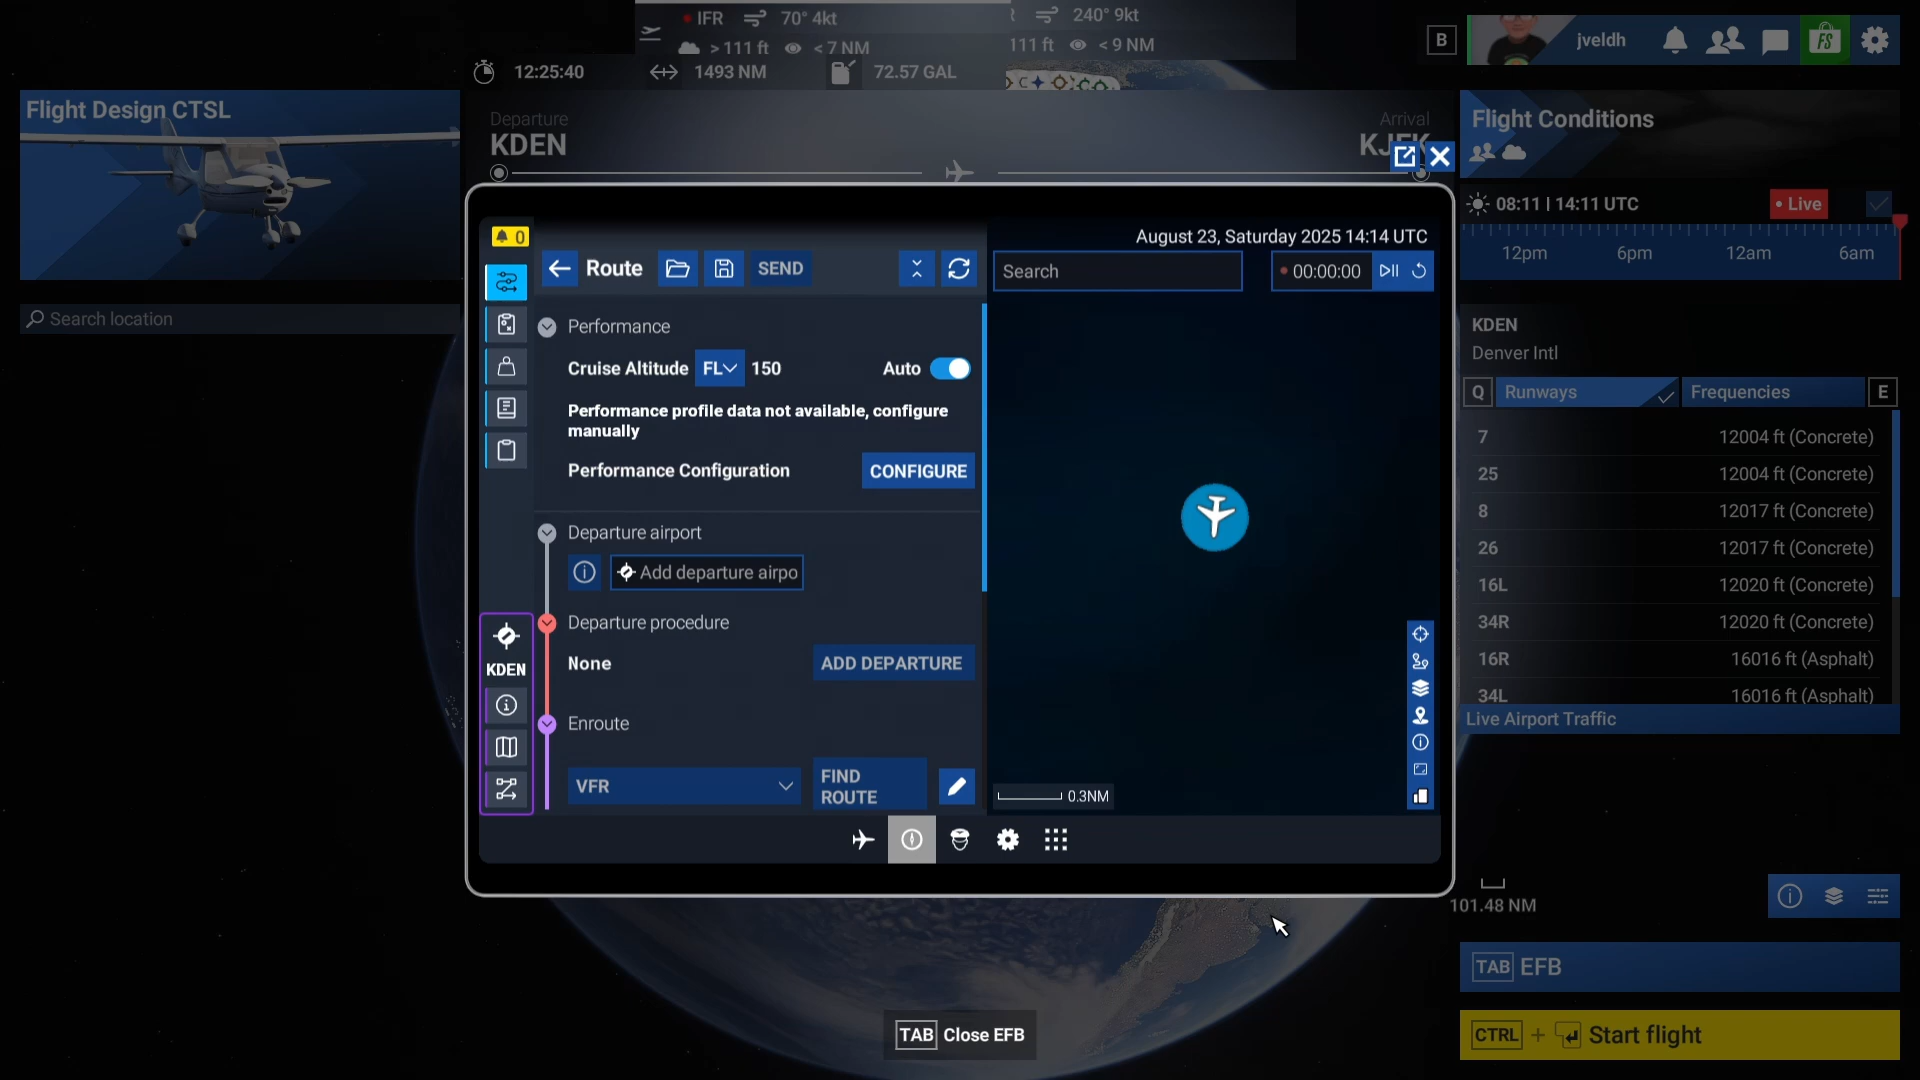 IFR 70° 4kt
> 111 ft < 7 NM
R 240° 9kt
111 ft < 9 NM
12:25:40 1493 NM 72.57 GAL
B
jveldh
FS
Flight Design CTSL
Search location
Departure
KDEN
Arrival
KJFK
0
Route SEND
Performance
Cruise Altitude FL 150 Auto
Performance profile data not available, configure
manually
Performance Configuration CONFIGURE
Departure airport
Add departure airpo
Departure procedure
None ADD DEPARTURE
Enroute
VFR FIND
ROUTE
KDEN
August 23, Saturday 2025 14:14 UTC
Search
00:00:00
0.3NM
TAB Close EFB
Flight Conditions
08:11 | 14:11 UTC Live
12pm 6pm 12am 6am
KDEN
Denver Intl
Q Runways Frequencies E
7 12004 ft (Concrete)
25 12004 ft (Concrete)
8 12017 ft (Concrete)
26 12017 ft (Concrete)
16L 12020 ft (Concrete)
34R 12020 ft (Concrete)
16R 16016 ft (Asphalt)
34L 16016 ft (Asphalt)
Live Airport Traffic
101.48 NM
TAB EFB
CTRL + Start flight